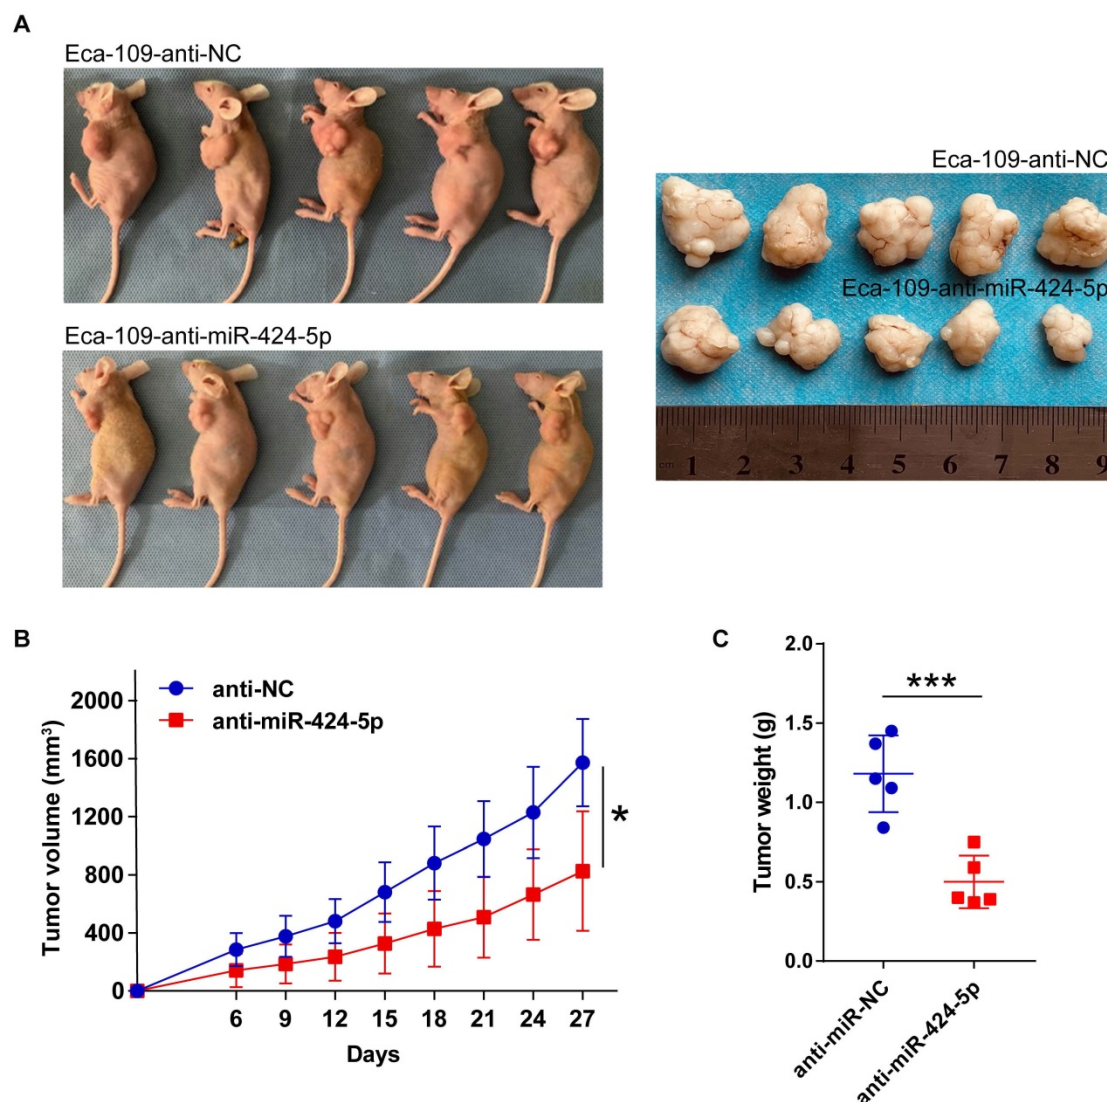 A
Eca-109-anti-NC
Eca-109-anti-NC
Eca-109-anti-miR-424-5p
Eca-109-anti-miR-424-5p
cm 1 2 3 4 5 6 7 8 9
B
anti-NC
anti-miR-424-5p
Tumor volume (mm³)
2000
1600
1200
800
400
0
*
6 9 12 15 18 21 24 27
Days
C
Tumor weight (g)
2.0
1.5
1.0
0.5
0.0
***
anti-miR-NC
anti-miR-424-5p